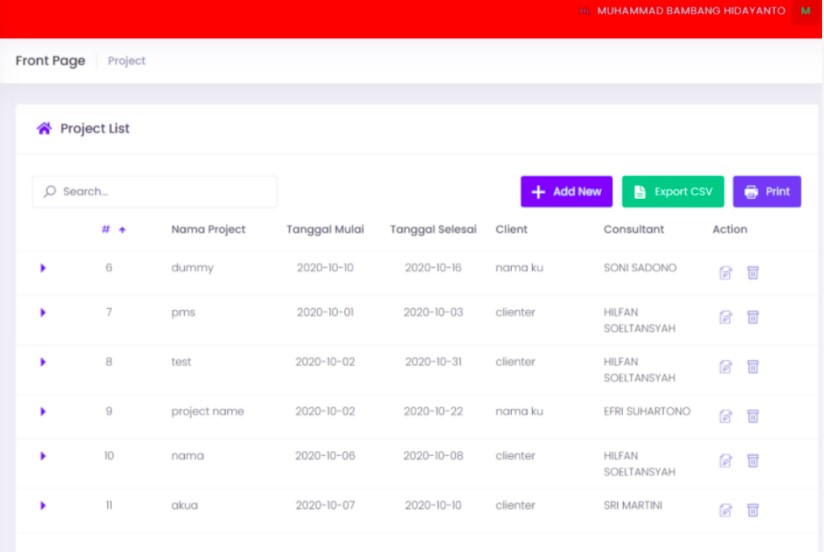 Hi, MUHAMMAD BAMBANG HIDAYANTO M
Front Page Project
Project List
Search... Add New Export CSV Print
# Nama Project Tanggal Mulai Tanggal Selesai Client Consultant Action
6 dummy 2020-10-10 2020-10-16 nama ku SONI SADONO
7 pms 2020-10-01 2020-10-03 clienter HILFAN
SOELTANSYAH
8 test 2020-10-02 2020-10-31 clienter HILFAN
SOELTANSYAH
9 project name 2020-10-02 2020-10-22 nama ku EFRI SUHARTONO
10 nama 2020-10-06 2020-10-08 clienter HILFAN
SOELTANSYAH
11 akua 2020-10-07 2020-10-10 clienter SRI MARTINI